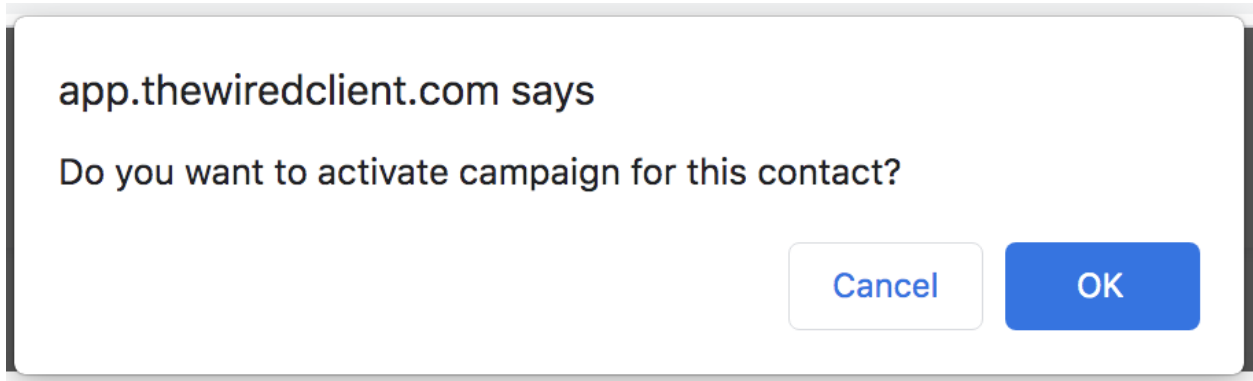 app.thewiredclient.com says
Do you want to activate campaign for this contact?
Cancel OK